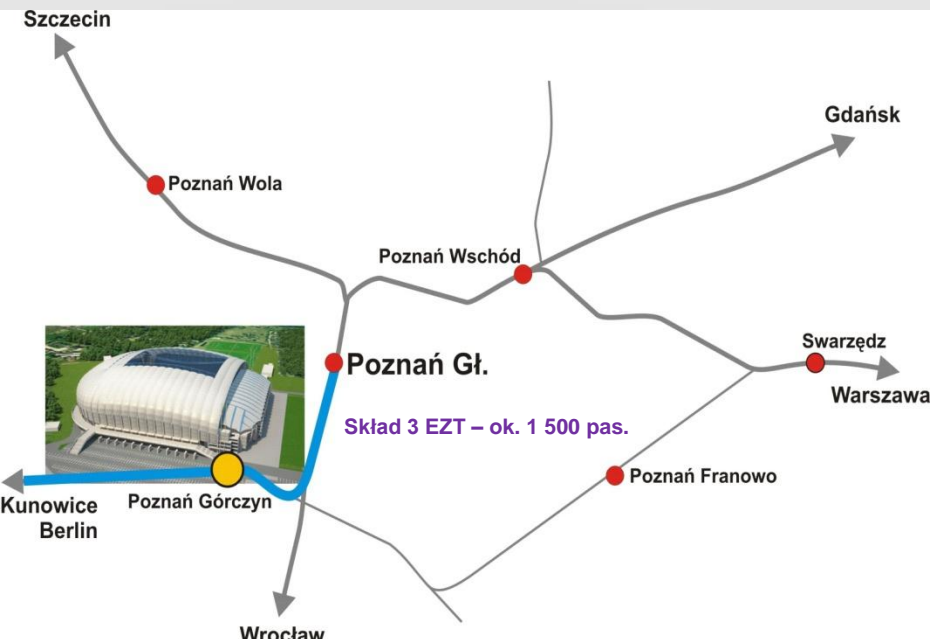 Szczecin
Gdańsk
Poznań Wola
Poznań Wschód
Swarzędz
Poznań Gł.
Warszawa
Skład 3 EZT – ok. 1 500 pas.
Poznań Franowo
Poznań Górczyn
Kunowice
Berlin
Wrocław